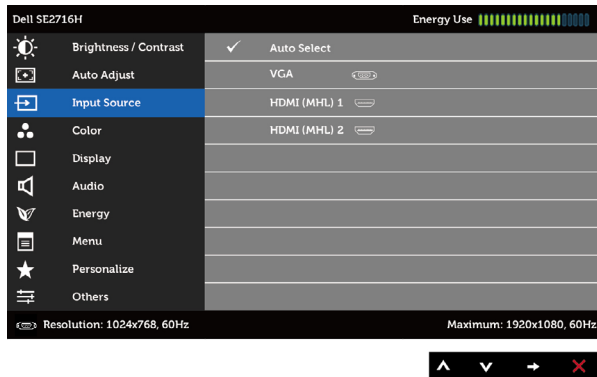 Dell SE2716H Energy Use
Brightness / Contrast Auto Select
Auto Adjust VGA
Input Source HDMI (MHL) 1
Color HDMI (MHL) 2
Display
Audio
Energy
Menu
Personalize
Others
Resolution: 1024x768, 60Hz Maximum: 1920x1080, 60Hz